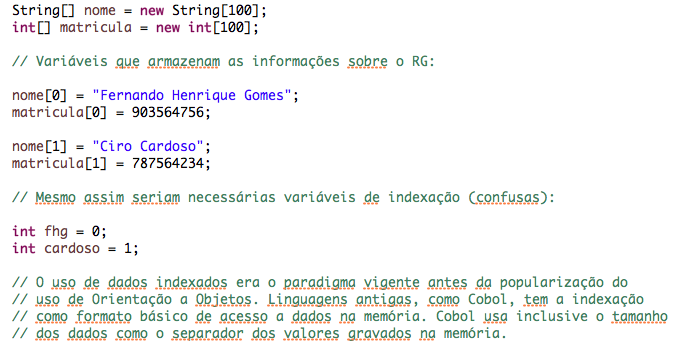 String[] nome = new String[100];
int[] matricula = new int[100];
// Variáveis que armazenam as informações sobre o RG:
nome[0] = "Fernando Henrique Gomes";
matricula[0] = 903564756;
nome[1] = "Ciro Cardoso";
matricula[1] = 787564234;
// Mesmo assim seriam necessárias variáveis de indexação (confusas):
int fhg = 0;
int cardoso = 1;
// O uso de dados indexados era o paradigma vigente antes da popularização do
// uso de Orientação a Objetos. Linguagens antigas, como Cobol, tem a indexação
// como formato básico de acesso a dados na memória. Cobol usa inclusive o tamanho
// dos dados como o separador dos valores gravados na memória.